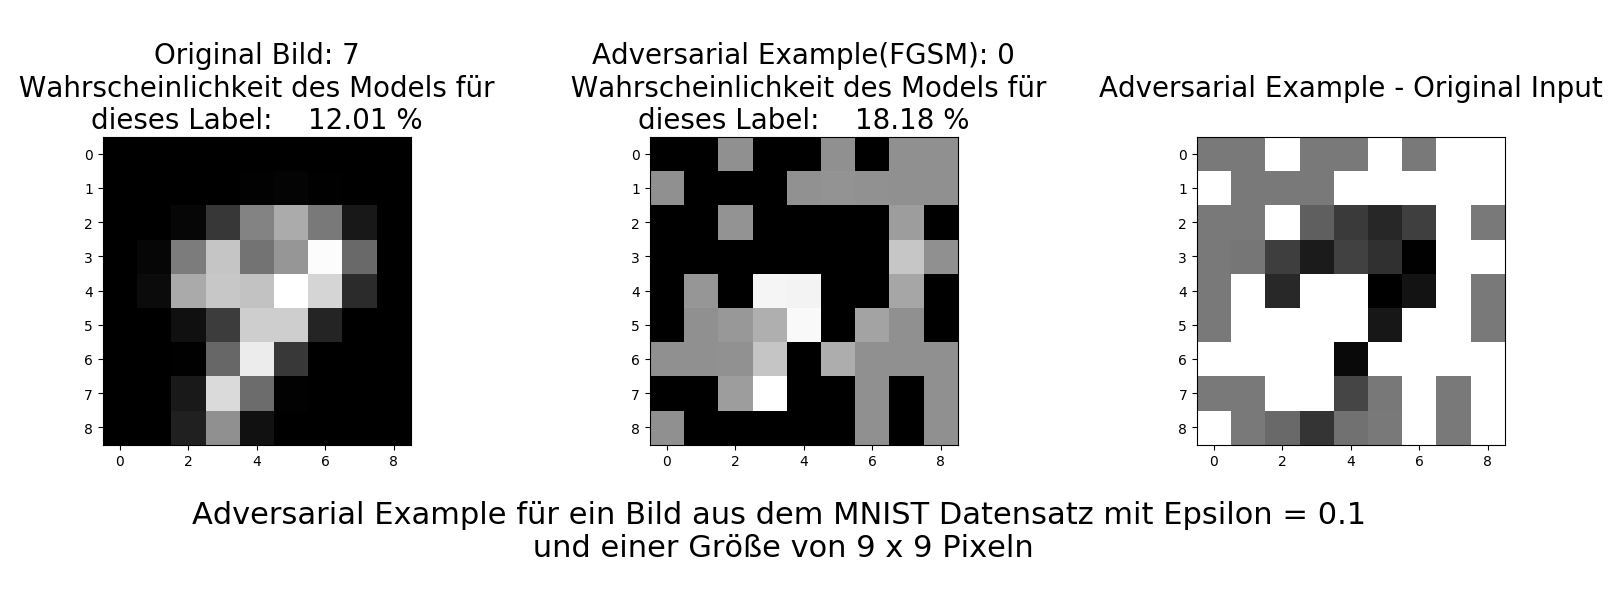 Original Bild: 7
Wahrscheinlichkeit des Models für
dieses Label: 12.01 %
0
1
2
3
4
5
6
7
8
0 2 4 6 8
Adversarial Example(FGSM): 0
Wahrscheinlichkeit des Models für
dieses Label: 18.18 %
0
1
2
3
4
5
6
7
8
0 2 4 6 8
Adversarial Example - Original Input
0
1
2
3
4
5
6
7
8
0 2 4 6 8
Adversarial Example für ein Bild aus dem MNIST Datensatz mit Epsilon = 0.1
und einer Größe von 9 x 9 Pixeln